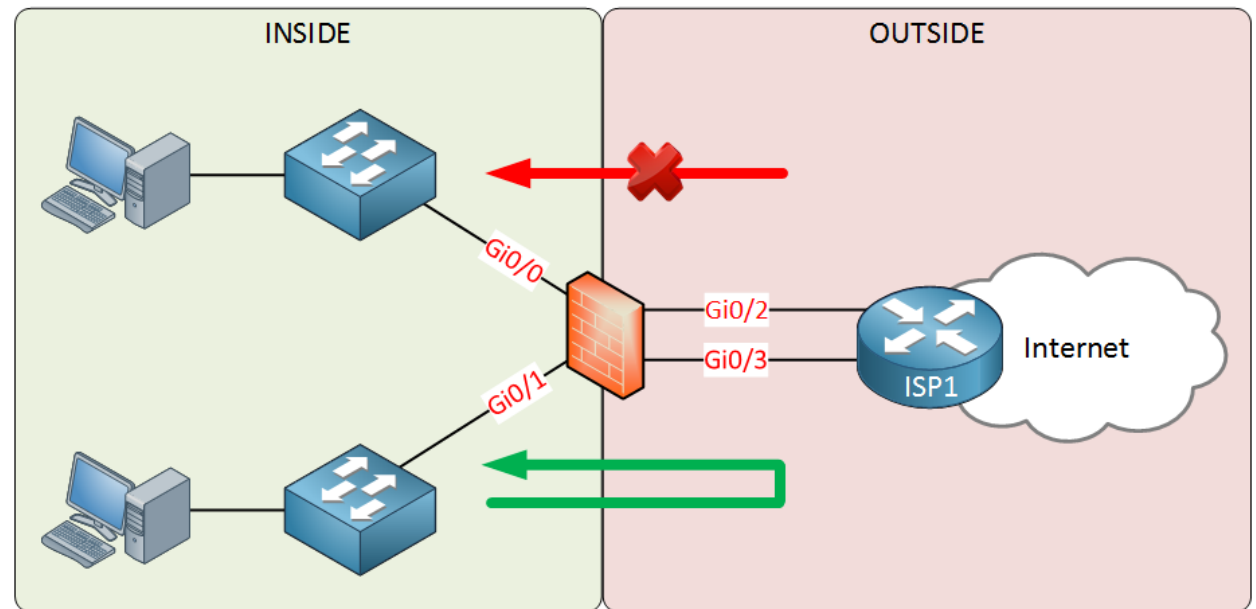 INSIDE
OUTSIDE
Gi0/0
Gi0/2
Gi0/3
Internet
ISP1
Gi0/1